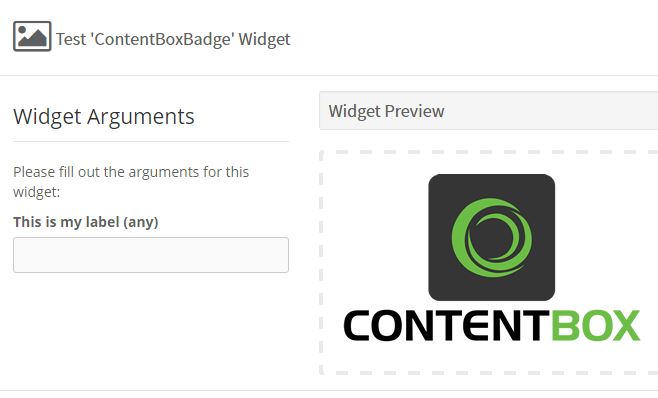 Test 'ContentBoxBadge' Widget
Widget Arguments
Please fill out the arguments for this
widget:
This is my label (any)
Widget Preview
CONTENTBOX